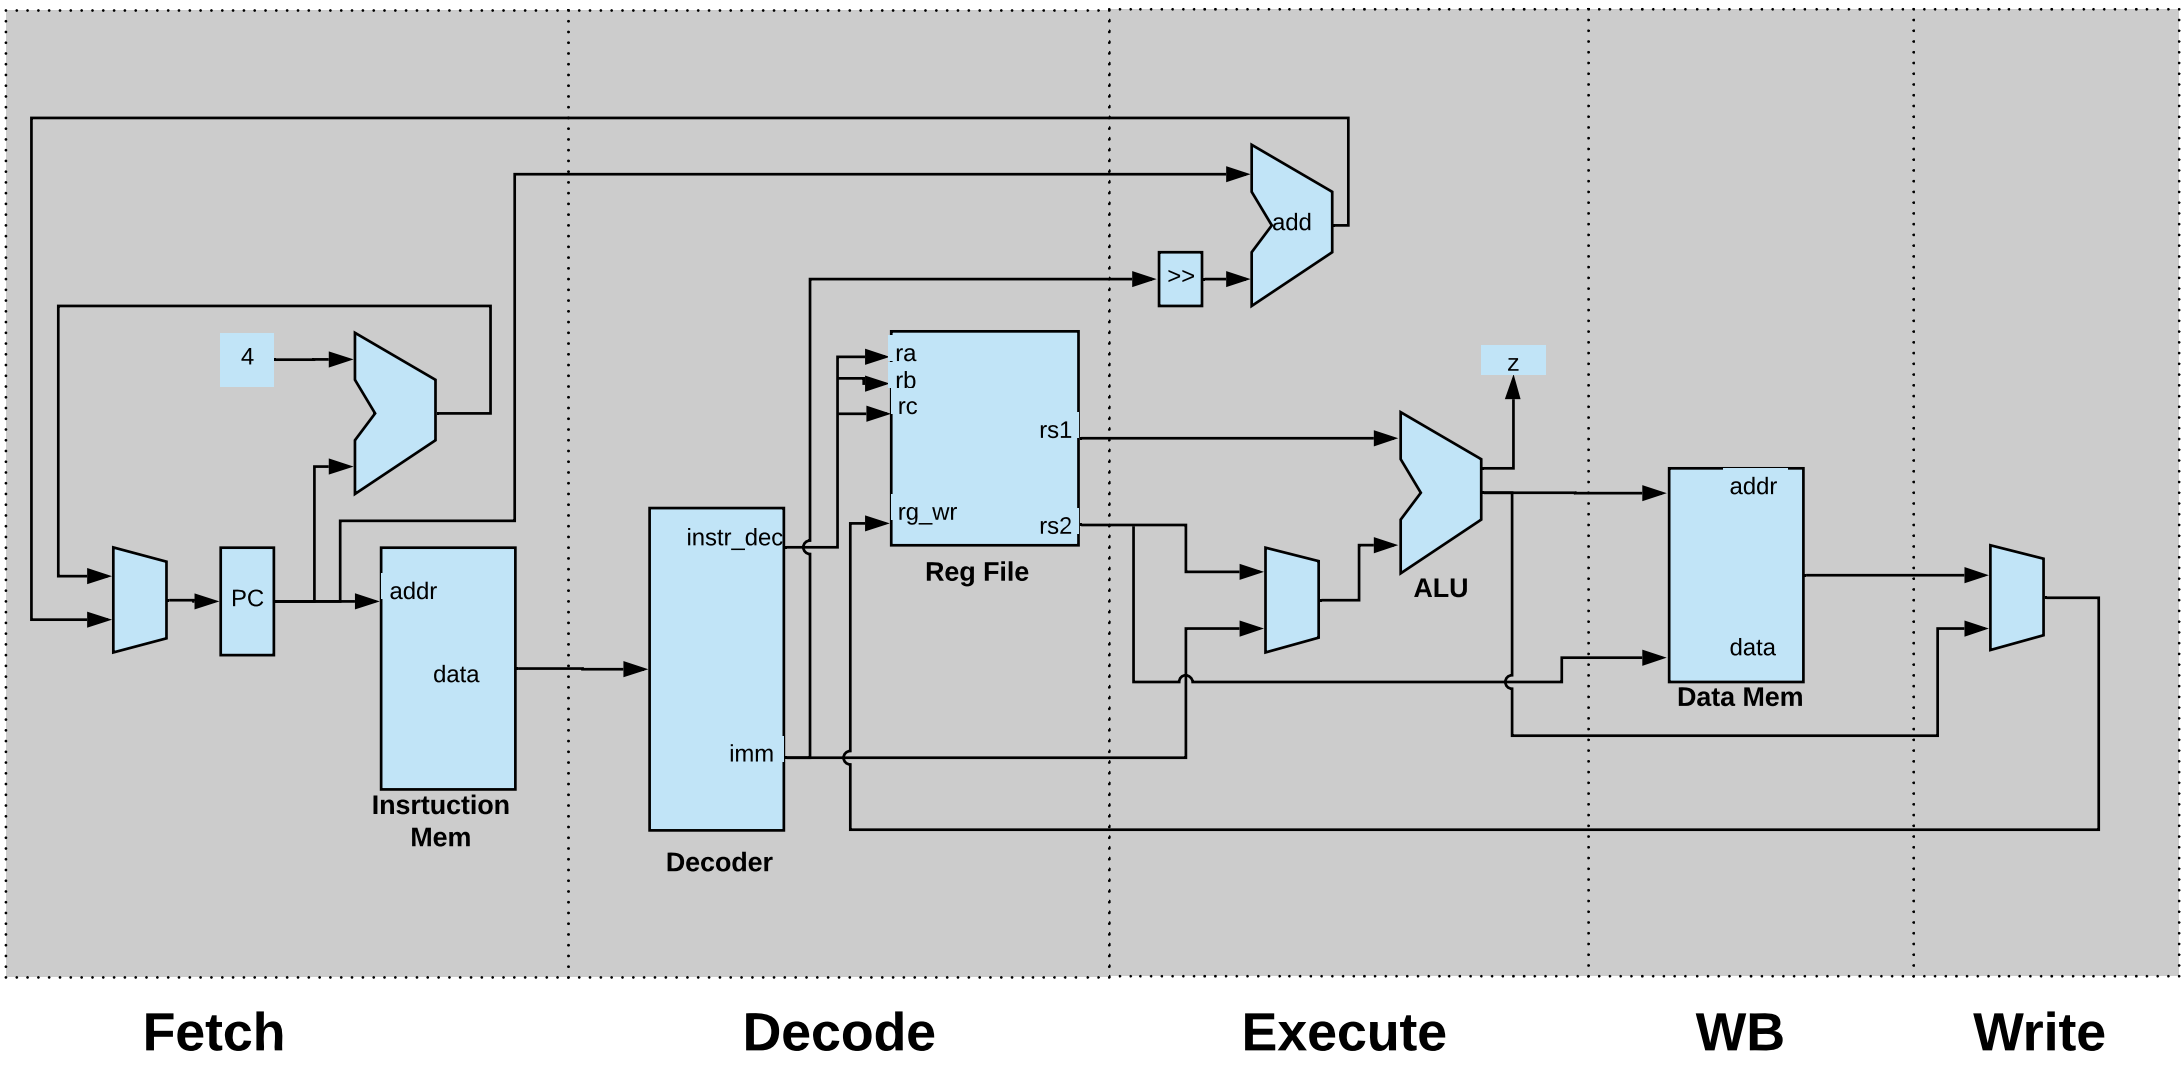 add
>>
4
ra
rb
rc
z
rs1
addr
rg_wr
rs2
instr_dec
Reg File
ALU
PC
addr
data
data
Data Mem
imm
Insrtuction
Mem
Decoder
Fetch
Decode
Execute
WB
Write